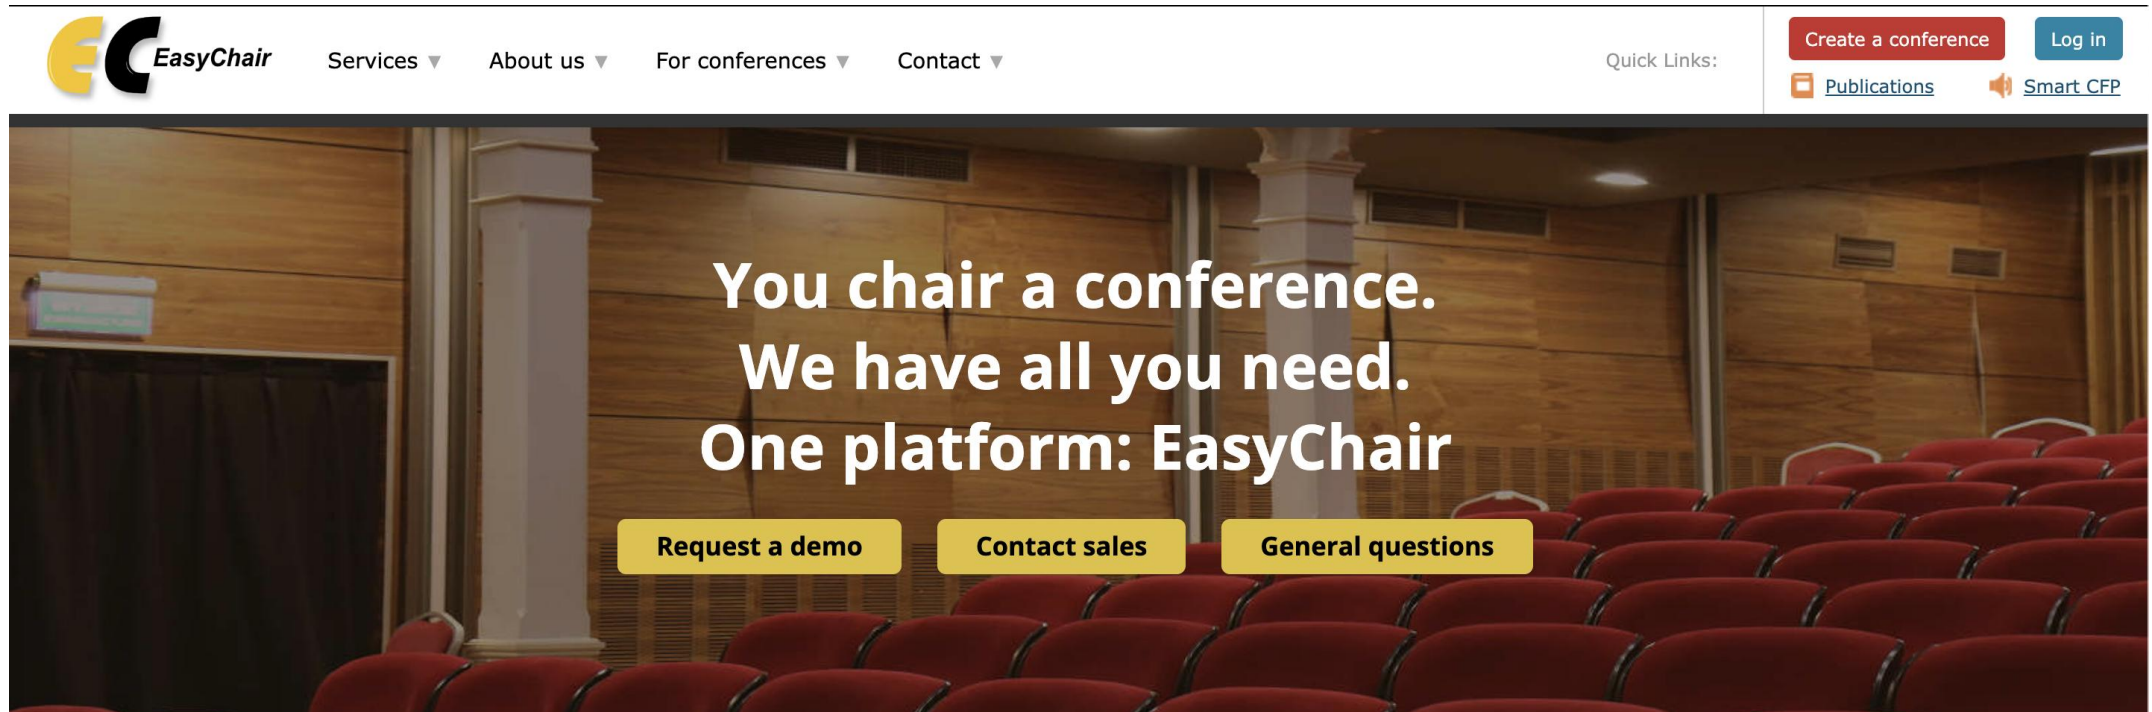 EC EasyChair
Services ▼ About us ▼ For conferences ▼ Contact ▼
Quick Links:
Create a conference
Log in
Publications
Smart CFP
You chair a conference.
We have all you need.
One platform: EasyChair
Request a demo
Contact sales
General questions